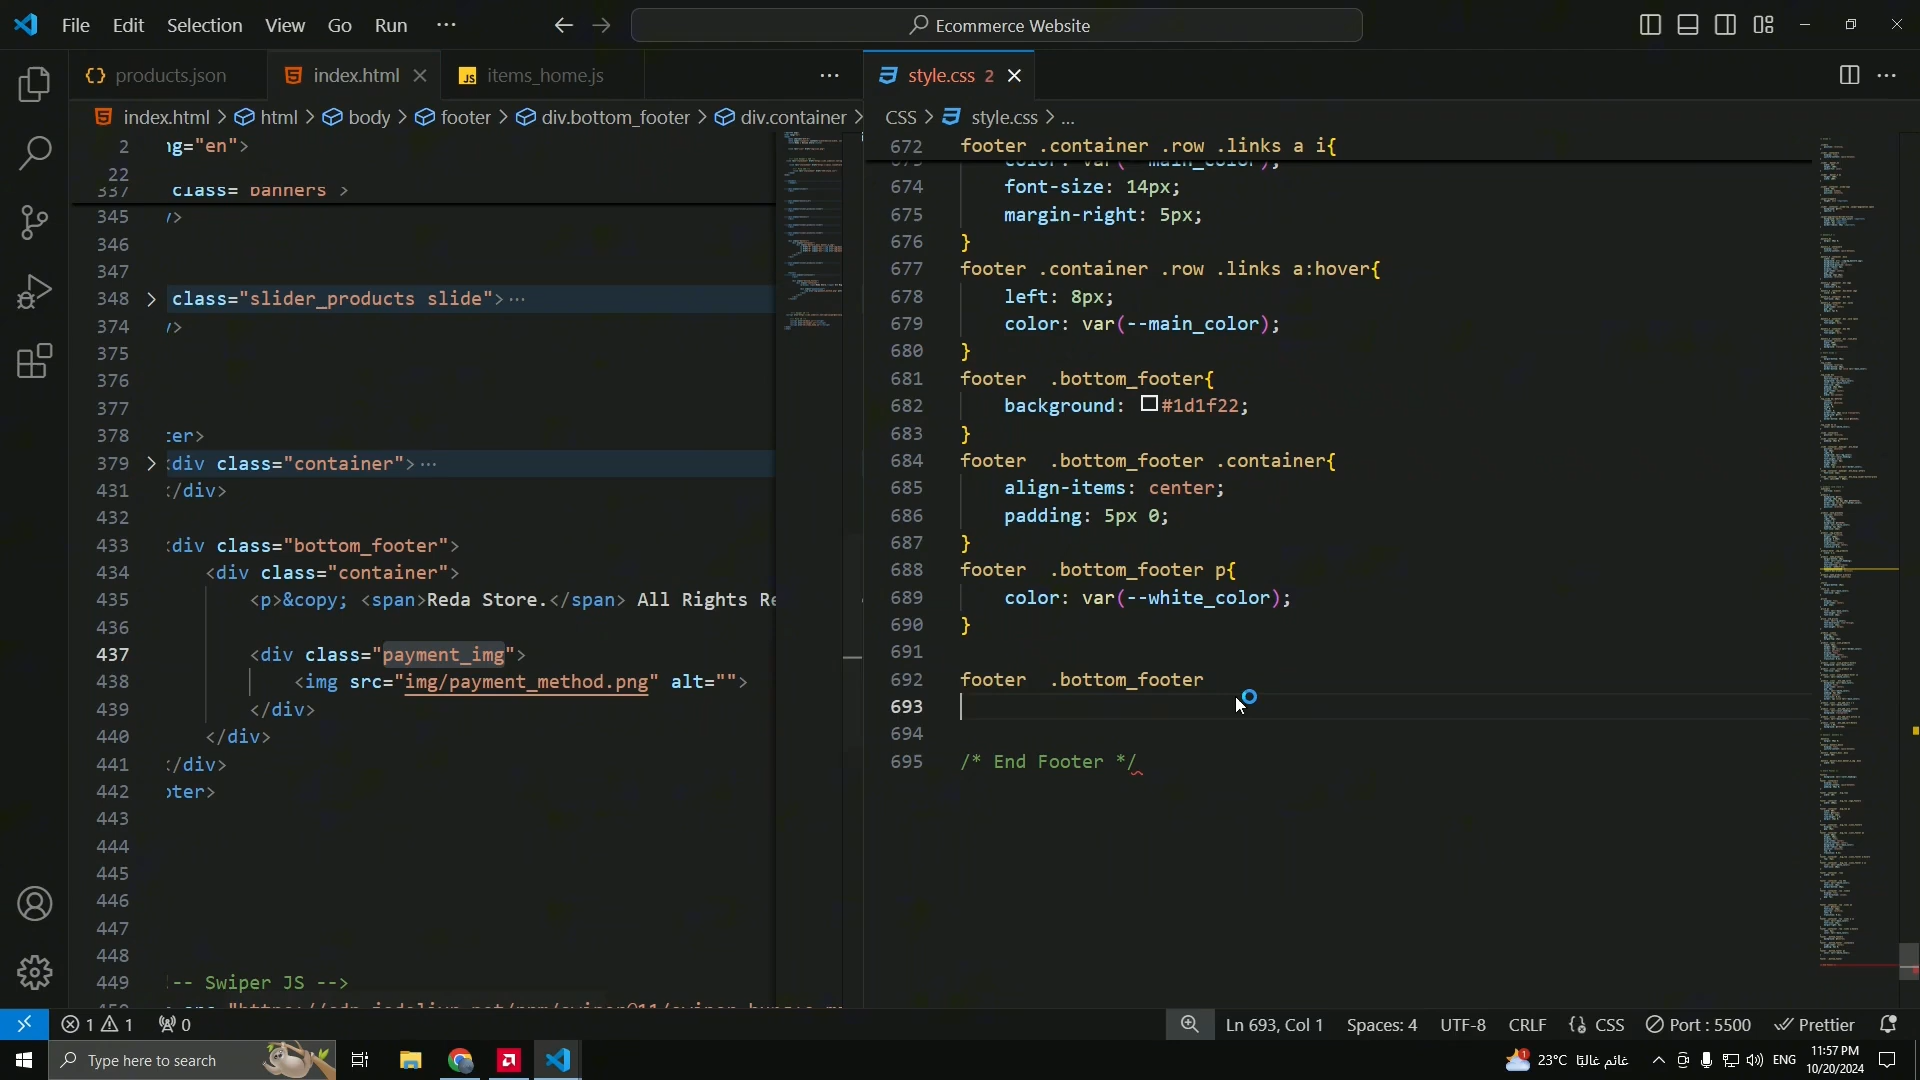 File Edit Selection View Go Run ···
Ecommerce Website
products.json
index.html
items_home.js
style.css 2
index.html > html > body > footer > div.bottom_footer > div.container >
CSS > style.css > ...
2 ng="en">
22
337 class="banners">
345 />
346
347
348 class="slider_products slide">···
374 />
375
376
377
378 ter>
379 <div class="container">···
431 </div>
432
433 <div class="bottom_footer">
434 <div class="container">
435 <p>&copy; <span>Reda Store.</span> All Rights Re
436
437 <div class="payment_img">
438 <img src="img/payment_method.png" alt="">
439 </div>
440 </div>
441 </div>
442 oter>
443
444
445
446
447
448
449 !-- Swiper JS -->
672 footer .container .row .links a i{
673 color: var(--main_color);
674 font-size: 14px;
675 margin-right: 5px;
676 }
677 footer .container .row .links a:hover{
678 left: 8px;
679 color: var(--main_color);
680 }
681 footer  .bottom_footer{
682 background: #1d1f22;
683 }
684 footer  .bottom_footer .container{
685 align-items: center;
686 padding: 5px 0;
687 }
688 footer  .bottom_footer p{
689 color: var(--white_color);
690 }
691
692 footer  .bottom_footer
693
694
695 /* End Footer */
1 1 0
Ln 693, Col 1 Spaces: 4 UTF-8 CRLF {} CSS Port : 5500 Prettier
Type here to search
1 23°C غائم غالبًا ENG 11:57 PM
10/20/2024